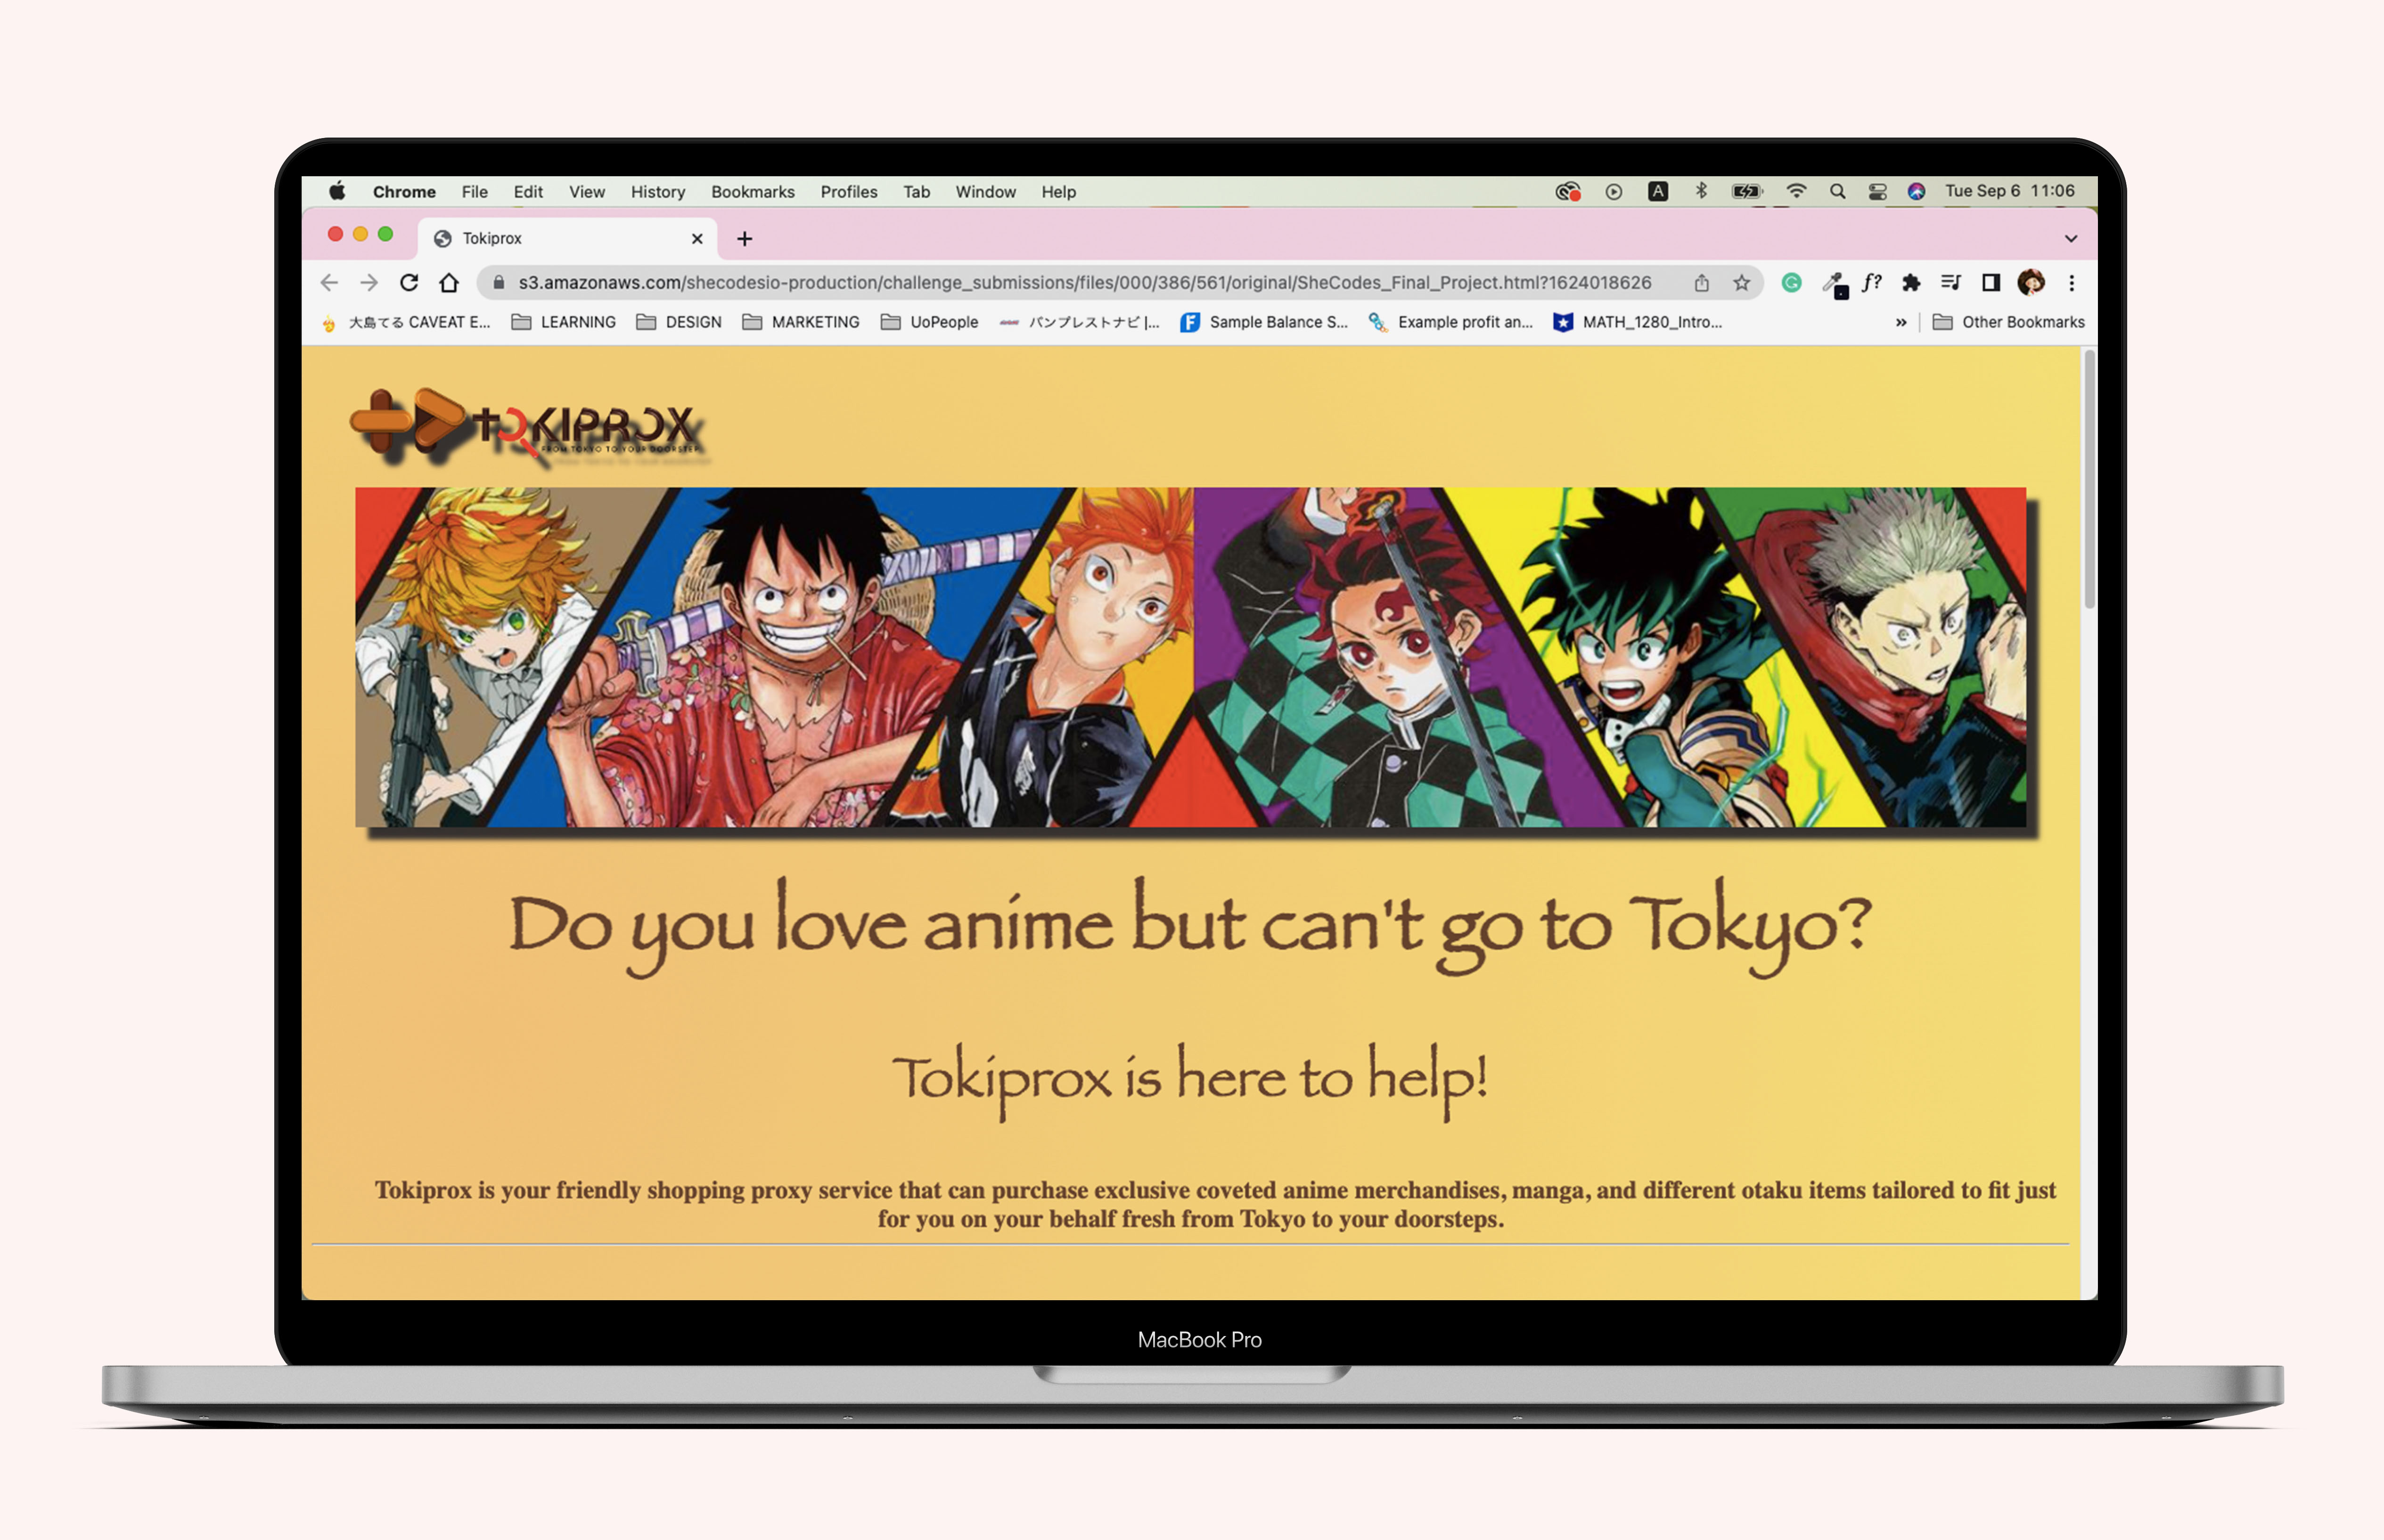 Chrome File Edit View History Bookmarks Profiles Tab Window Help A Tue Sep 6 11:06
Tokiprox
s3.amazonaws.com/shecodesio-production/challenge_submissions/files/000/386/561/original/SheCodes_Final_Project.html?1624018626 f?
大島てる CAVEAT E... LEARNING DESIGN MARKETING UoPeople バンプレストナビ |... F Sample Balance S... Example profit an... MATH_1280_Intro... » Other Bookmarks
TOKIPROX
FROM TOKYO TO YOUR DOORSTEP
Do you love anime but can't go to Tokyo?
Tokiprox is here to help!
Tokiprox is your friendly shopping proxy service that can purchase exclusive coveted anime merchandises, manga, and different otaku items tailored to fit just
for you on your behalf fresh from Tokyo to your doorsteps.
MacBook Pro